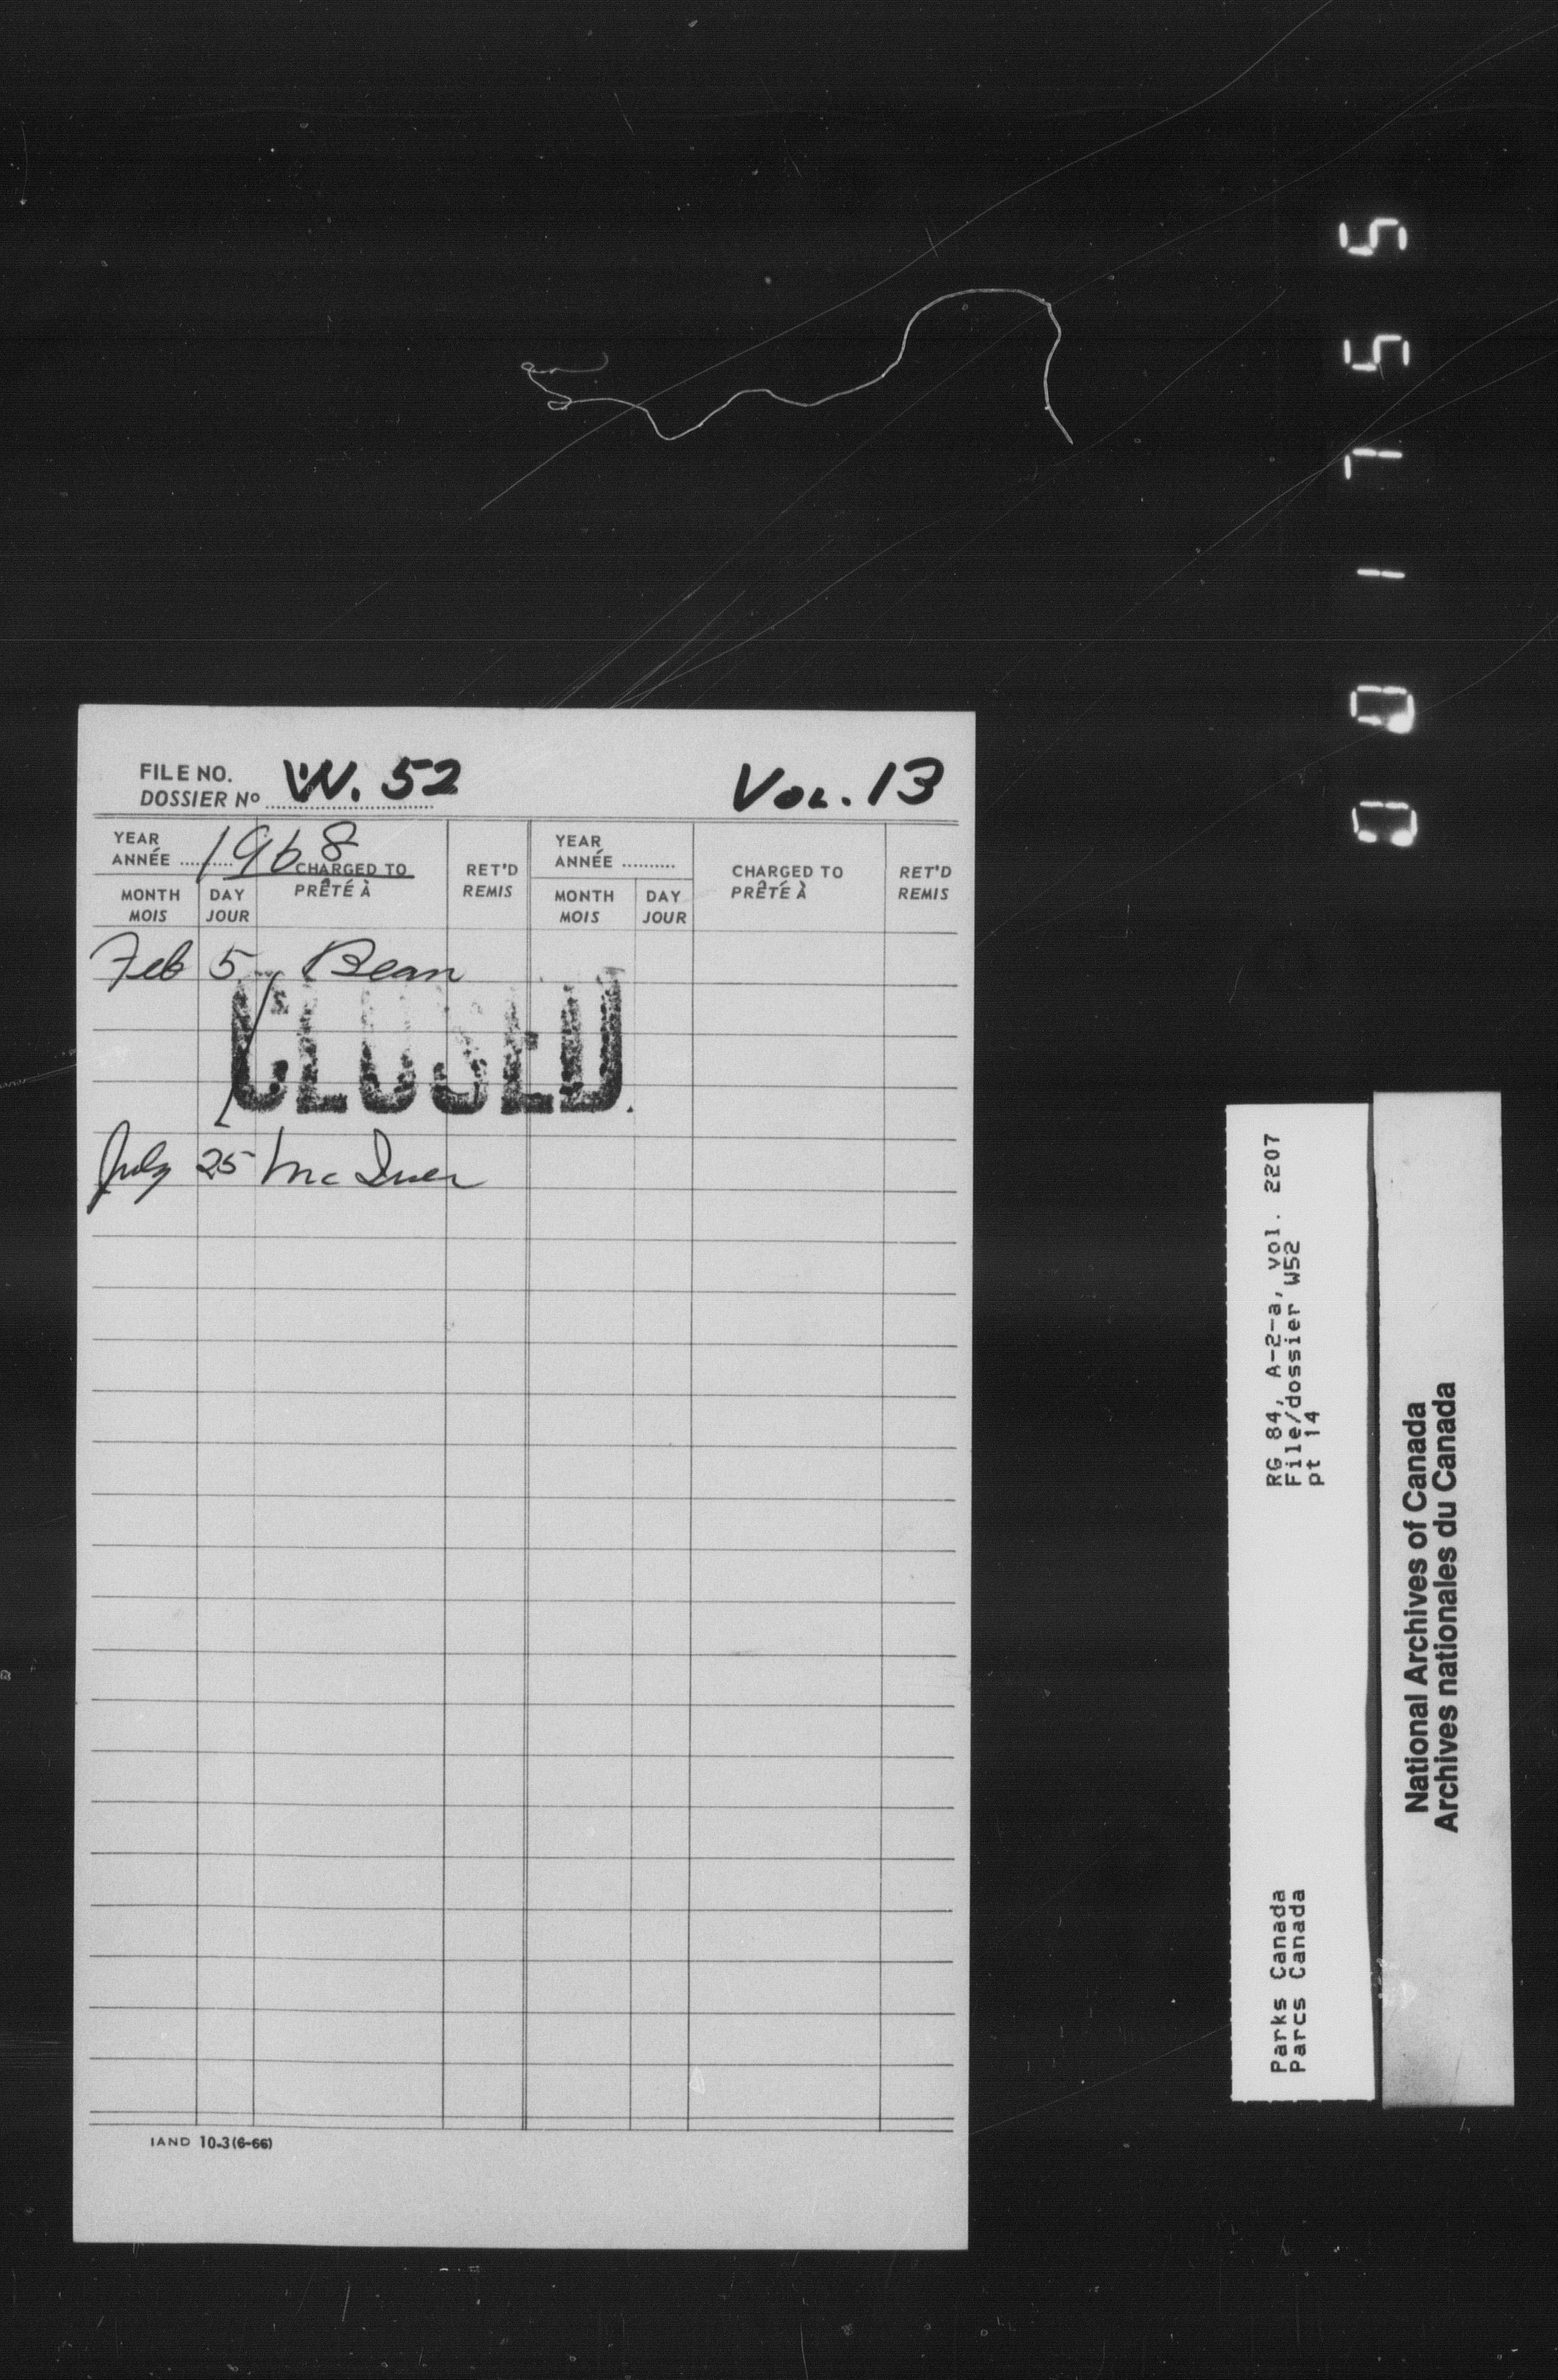 FILE NO. W. 52 VOL. 13
DOSSIER Nº
YEAR 1968 YEAR
ANNÉE ANNÉE
CHARGED TO RET'D CHARGED TO RET'D
PRÊTÉ À REMIS PRÊTÉ À REMIS
MONTH DAY MONTH DAY
MOIS JOUR MOIS JOUR
Feb 5 Bean
CLOSED
July 25
IAND 10-3 (6-66)
001755
RG 84, A-2-a, vol. 2207
File/dossier W52
pt 14
Parks Canada
Parcs Canada
National Archives of Canada
Archives nationales du Canada